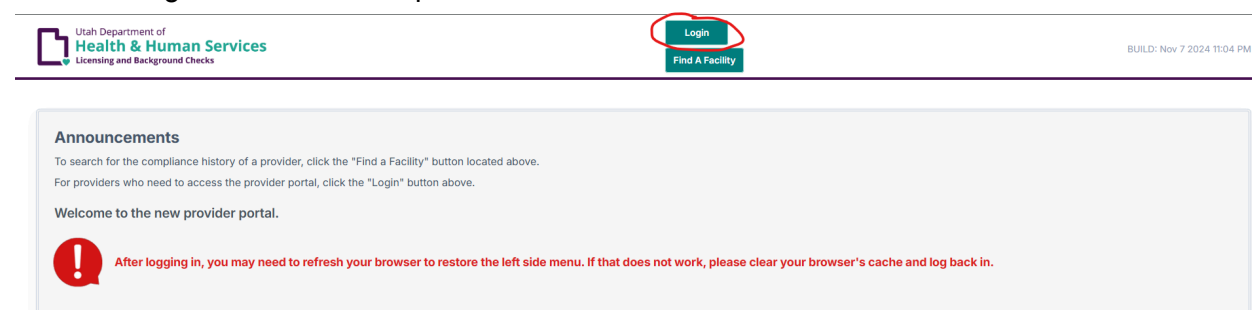 Utah Department of
Health & Human Services
Licensing and Background Checks
Login
Find A Facility
BUILD: Nov 7 2024 11:04 PM
Announcements
To search for the compliance history of a provider, click the "Find a Facility" button located above.
For providers who need to access the provider portal, click the "Login" button above.
Welcome to the new provider portal.
After logging in, you may need to refresh your browser to restore the left side menu. If that does not work, please clear your browser's cache and log back in.